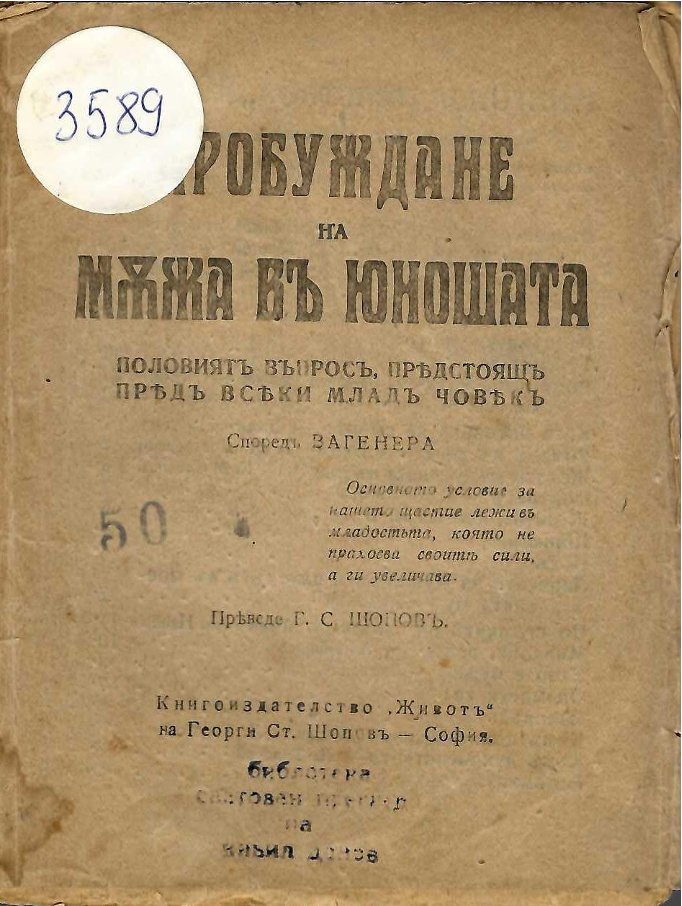 3589
ПРОБУЖДАНЕ
НА
МѪЖА ВЪ ЮНОШАТА
ПОЛОВИЯТЪ ВЪПРОСЪ, ПРѢДСТОЯЩЪ
ПРѢДЪ ВСѢКИ МЛАДЪ ЧОВѢКЪ
Споредъ ЗАГЕНЕРА
Основното условие за
нашето щастие лежи въ
младостьта, която не
прахосва своитѣ сили,
а ги увеличава.
50
Прѣведе Г. С. ШОПОВЪ.
Книгоиздателство „Животъ“
на Георги Ст. Шоповъ — София.
библотека
на